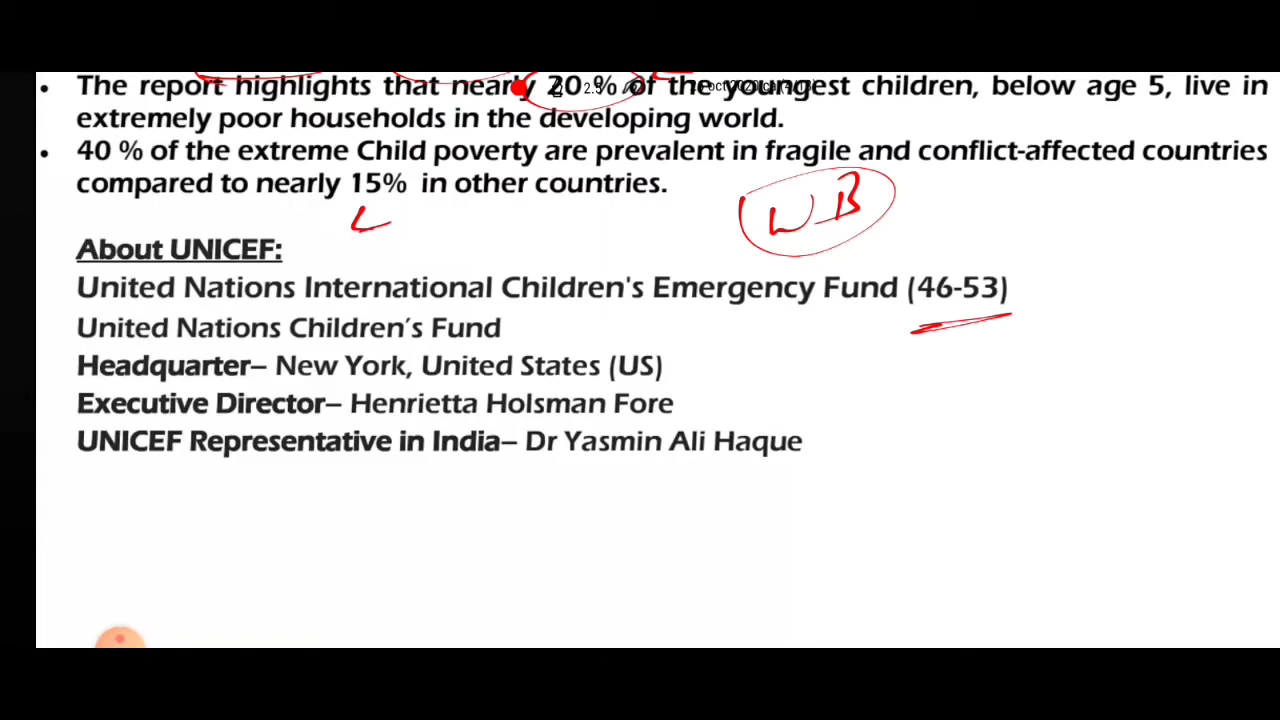 • The report highlights that nearly 20 % of the youngest children, below age 5, live in
extremely poor households in the developing world.
• 40 % of the extreme Child poverty are prevalent in fragile and conflict-affected countries
compared to nearly 15% in other countries.
WB
About UNICEF:
United Nations International Children's Emergency Fund (46-53)
United Nations Children’s Fund
Headquarter– New York, United States (US)
Executive Director– Henrietta Holsman Fore
UNICEF Representative in India– Dr Yasmin Ali Haque